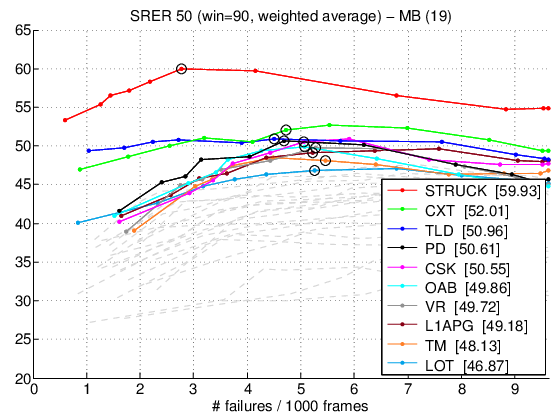 SRER 50 (win=90, weighted average) − MB (19)
65
60
55
50
45
40
35
30
25
20
STRUCK [59.93]
CXT [52.01]
TLD [50.96]
PD [50.61]
CSK [50.55]
OAB [49.86]
VR [49.72]
L1APG [49.18]
TM [48.13]
LOT [46.87]
0 1 2 3 4 5 6 7 8 9
# failures / 1000 frames